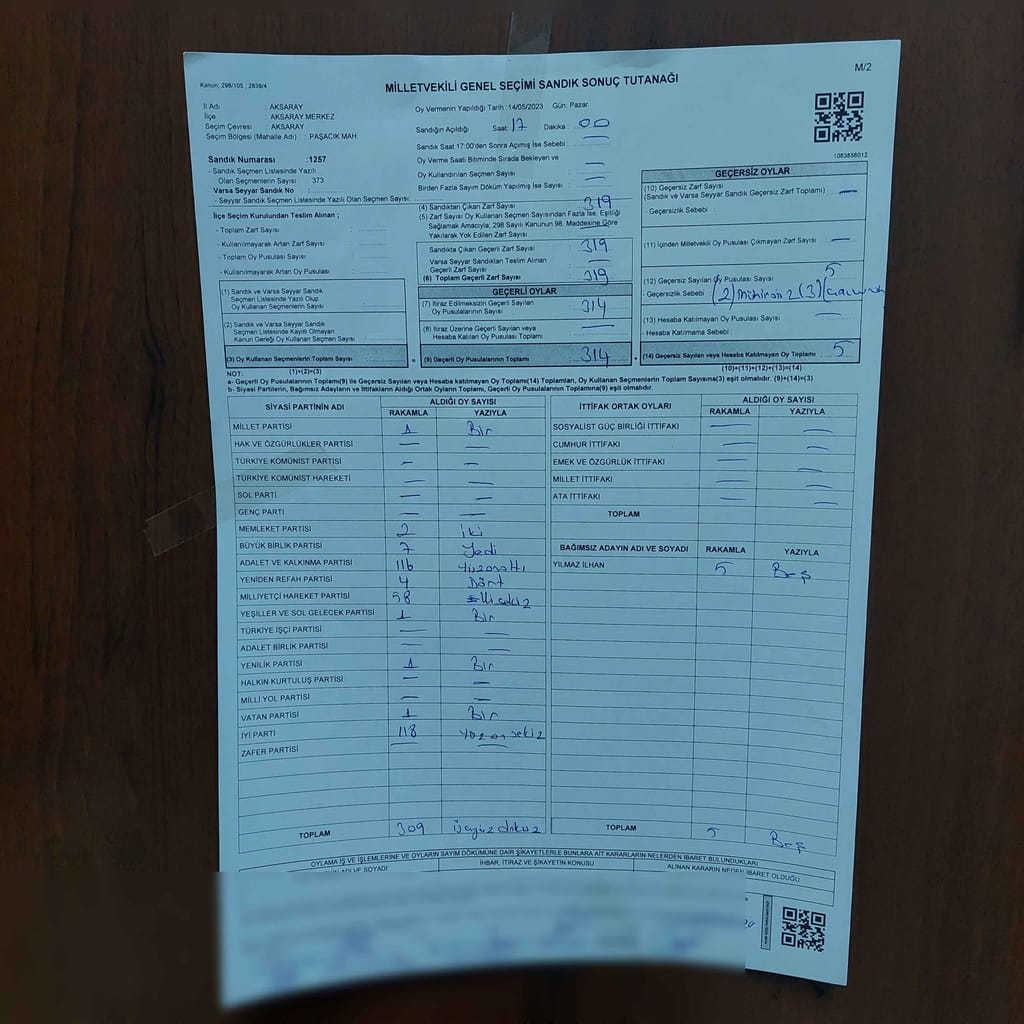 Kanun: 298/105 , 2839/4
MİLLETVEKİLİ GENEL SEÇİMİ SANDIK SONUÇ TUTANAĞI
M/2
İl Adı AKSARAY
İlçe AKSARAY MERKEZ
Seçim Çevresi AKSARAY
Seçim Bölgesi (Mahalle Adı) : PAŞACIK MAH.
Sandık Numarası :1257
- Sandık Seçmen Listesinde Yazılı
Olan Seçmenlerin Sayısı : 373
Varsa Seyyar Sandık No :
- Seyyar Sandık Seçmen Listesinde Yazılı Olan Seçmen Sayısı:
İlçe Seçim Kurulundan Teslim Alınan ;
- Toplam Zarf Sayısı :
- Kullanılmayarak Artan Zarf Sayısı :
- Toplam Oy Pusulası Sayısı :
- Kullanılmayarak Artan Oy Pusulası :
(1) Sandık ve Varsa Seyyar Sandık
Seçmen Listesinde Yazılı Olup
Oy Kullanan Seçmenlerin Sayısı
(2) Sandık ve Varsa Seyyar Sandık
Seçmen Listesinde Kayıtlı Olmayan
Kanun Gereği Oy Kullanan Seçmen Sayısı
(3) Oy Kullanan Seçmenlerin Toplam Sayısı =
(1)+(2)=(3)
Oy Vermenin Yapıldığı Tarih :14/05/2023 Gün: Pazar
Sandığın Açıldığı Saat: 17 Dakika : 00
Sandık Saat 17:00'den Sonra Açımış İse Sebebi : —
Oy Verme Saati Bitiminde Sırada Bekleyen ve
Oy Kullandırılan Seçmen Sayısı : —
Birden Fazla Sayım Döküm Yapılmış İse Sayısı : —
(4) Sandıktan Çıkan Zarf Sayısı 319
(5) Zarf Sayısı Oy Kullanan Seçmen Sayısından Fazla İse, Eşitliği
Sağlamak Amacıyla; 298 Sayılı Kanunun 98. Maddesine Göre
Yakılarak Yok Edilen Zarf Sayısı —
Sandıkta Çıkan Geçerli Zarf Sayısı 319
Varsa Seyyar Sandıktan Teslim Alınan
Geçerli Zarf Sayısı —
(6) Toplam Geçerli Zarf Sayısı 319
GEÇERLİ OYLAR
(7) İtiraz Edilmeksizin Geçerli Sayılan
Oy Pusulasının Sayısı 314
(8) İtiraz Üzerine Geçerli Sayılan veya
Hesaba Katılan Oy Pusulası Toplamı —
(9) Geçerli Oy Pusulalarının Toplamı 314 +
1083856012
GEÇERSİZ OYLAR
(10) Geçersiz Zarf Sayısı
(Sandık ve Varsa Seyyar Sandık Geçersiz Zarf Toplamı) : —
- Geçersizlik Sebebi :
(11) İçinden Milletvekili Oy Pusulası Çıkmayan Zarf Sayısı : —
(12) Geçersiz Sayılan Oy Pusulası Sayısı : 5
- Geçersizlik Sebebi : (2) (3)
(13) Hesaba Katılmayan Oy Pusulası Sayısı : —
- Hesaba Katılmama Sebebi :
(14) Geçersiz Sayılan veya Hesaba Katılmayan Oy Toplamı : 5
(10)+(11)+(12)+(13)=(14)
NOT:
a- Geçerli Oy Pusulaları Toplamı(9) ile Geçersiz Sayılan veya Hesaba katılmayan Oy Toplamı(14) Toplamları, Oy Kullanan Seçmenlerin Toplam Sayısına(3) eşit olmalıdır. (9)+(14)=(3)
b- Siyasi Partilerin, Bağımsız Adayların ve İttifakların Aldığı Ortak Oyların Toplamı, Geçerli Oy Pusulalarının Toplamına(9) eşit olmalıdır.
SİYASİ PARTİNİN ADI ALDIĞI OY SAYISI
RAKAMLA YAZIYLA
MİLLET PARTİSİ 1 Bir
HAK VE ÖZGÜRLÜKLER PARTİSİ — —
TÜRKİYE KOMÜNİST PARTİSİ — —
TÜRKİYE KOMÜNİST HAREKETİ — —
SOL PARTİ — —
GENÇ PARTİ — —
MEMLEKET PARTİSİ 2 iki
BÜYÜK BİRLİK PARTİSİ 7 Yedi
ADALET VE KALKINMA PARTİSİ 116 Yüzonaltı
YENİDEN REFAH PARTİSİ 4 Dört
MİLLİYETÇİ HAREKET PARTİSİ 58 Ellisekiz
YEŞİLLER VE SOL GELECEK PARTİSİ 1 Bir
TÜRKİYE İŞÇİ PARTİSİ — —
ADALET BİRLİK PARTİSİ — —
YENİLİK PARTİSİ 1 Bir
HALKIN KURTULUŞ PARTİSİ — —
MİLLİ YOL PARTİSİ — —
VATAN PARTİSİ 1 Bir
İYİ PARTİ 118 Yüz on sekiz
ZAFER PARTİSİ — —
TOPLAM 309 üçyüz dokuz
İTTİFAK ORTAK OYLARI ALDIĞI OY SAYISI
RAKAMLA YAZIYLA
SOSYALİST GÜÇ BİRLİĞİ İTTİFAKI — —
CUMHUR İTTİFAKI — —
EMEK VE ÖZGÜRLÜK İTTİFAKI — —
MİLLET İTTİFAKI — —
ATA İTTİFAKI — —
TOPLAM
BAĞIMSIZ ADAYIN ADI VE SOYADI RAKAMLA YAZIYLA
YILMAZ İLHAN 5 Beş
TOPLAM 5 Beş
OYLAMA İŞ VE İŞLEMLERİNE VE OYLARIN SAYIM DÖKÜMÜNE DAİR ŞİKAYETLERLE BUNLARA AİT KARARLARIN NELERDEN İBARET BULUNDUKLARI
ADI VE SOYADI İHBAR, İTİRAZ VE ŞİKAYETİN KONUSU ALINAN KARARIN NEDEN İBARET OLDUĞU